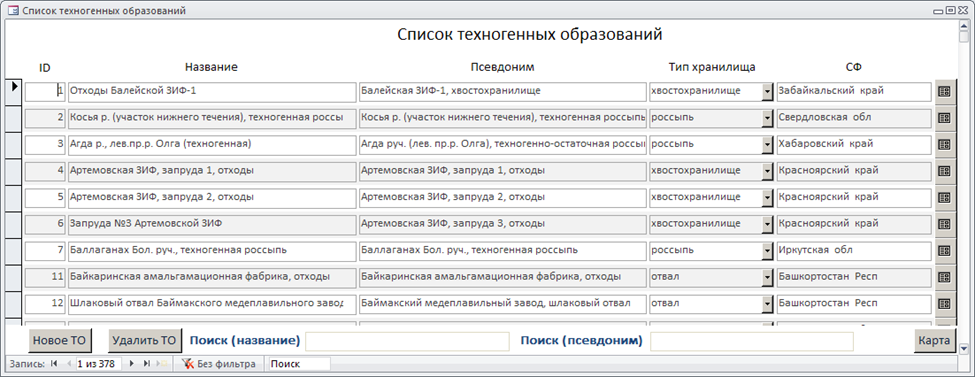 Список техногенных образований
Список техногенных образований
ID Название Псевдоним Тип хранилища СФ
1 Отходы Балейской ЗИФ-1 Балейская ЗИФ-1, хвостохранилище хвостохранилище Забайкальский край
2 Косья р. (участок нижнего течения), техногенная россы Косья р. (участок нижнего течения), техногенная россыпь россыпь Свердловская обл
3 Агда р., лев.пр.р. Олга (техногенная) Агда руч. (лев. пр.р. Олга), техногенно-остаточная россып россыпь Хабаровский край
4 Артемовская ЗИФ, запруда 1, отходы Артемовская ЗИФ, запруда 1, отходы хвостохранилище Красноярский край
5 Артемовская ЗИФ, запруда 2, отходы Артемовская ЗИФ, запруда 2, отходы хвостохранилище Красноярский край
6 Запруда №3 Артемовской ЗИФ Артемовская ЗИФ, запруда 3, отходы хвостохранилище Красноярский край
7 Баллаганах Бол. руч., техногенная россыпь Баллаганах Бол. руч., техногенная россыпь россыпь Иркутская обл
11 Байкаринская амальгамационная фабрика, отходы Байкаринская амальгамационная фабрика, отходы отвал Башкортостан Респ
12 Шлаковый отвал Баймакского медеплавильного завод Баймакский медеплавильный завод, шлаковый отвал отвал Башкортостан Респ
Новое ТО Удалить ТО Поиск (название) Поиск (псевдоним) Карта
Запись: 1 из 378 Без фильтра Поиск